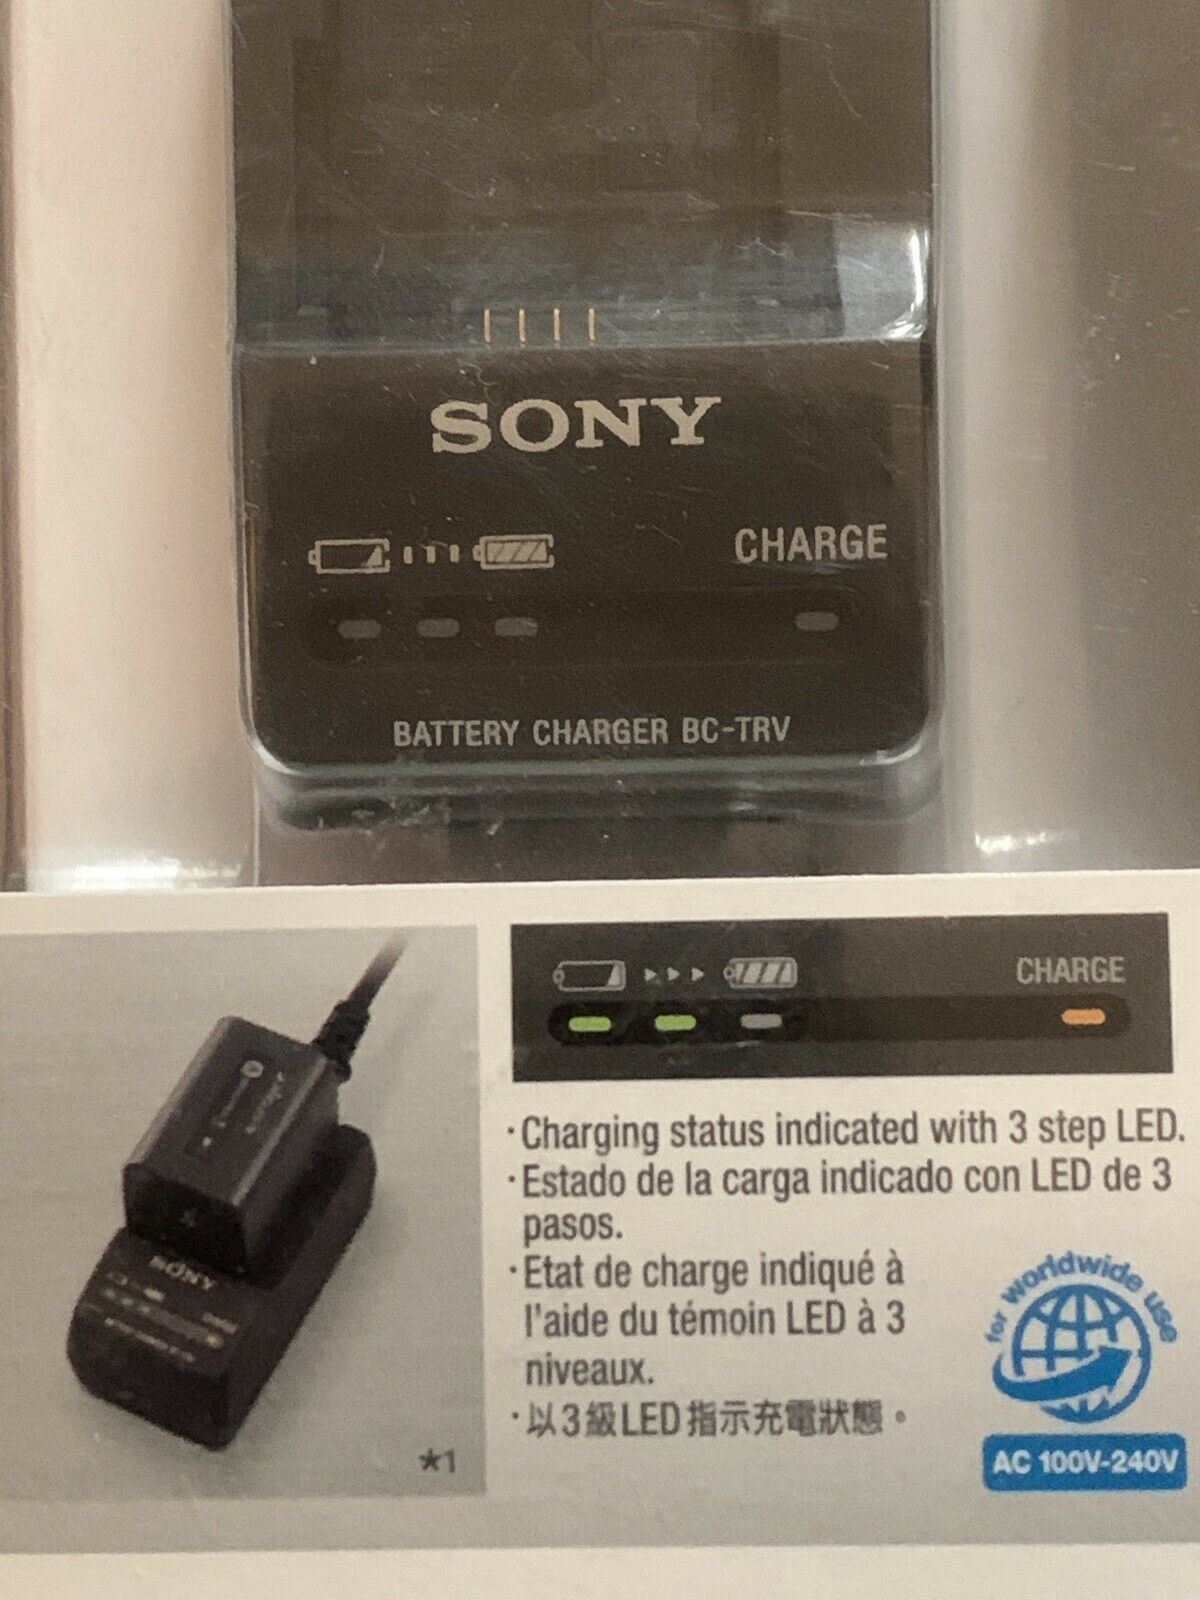 SONY
CHARGE
BATTERY CHARGER BC-TRV
CHARGE
·Charging status indicated with 3 step LED.
·Estado de la carga indicado con LED de 3
pasos.
·Etat de charge indiqué à
l'aide du témoin LED à 3
niveaux.
·以3級LED指示充電狀態。
for worldwide use
AC 100V-240V
SONY
★1